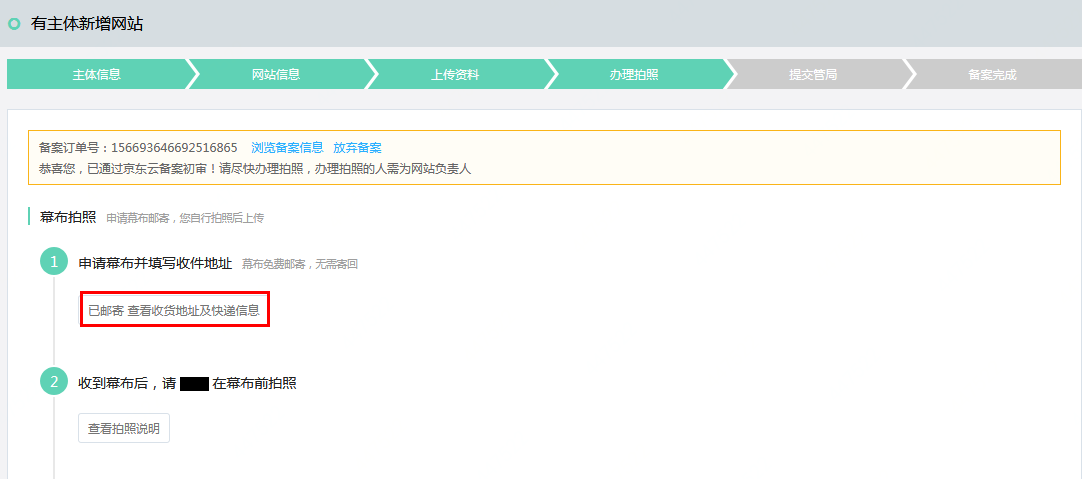 有主体新增网站
主体信息
网站信息
上传资料
办理拍照
提交管局
备案完成
备案订单号：156693646692516865 浏览备案信息 放弃备案
恭喜您，已通过京东云备案初审！请尽快办理拍照，办理拍照的人需为网站负责人
幕布拍照 申请幕布邮寄，您自行拍照后上传
1 申请幕布并填写收件地址 幕布免费邮寄，无需寄回
已邮寄 查看收货地址及快递信息
2 收到幕布后，请 在幕布前拍照
查看拍照说明